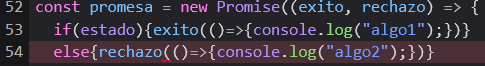 52 const promesa = new Promise((exito, rechazo) => {
53 if(estado){exito(()=>{console.log("algo1");})}
54 else{rechazo(()=>{console.log("algo2");})}